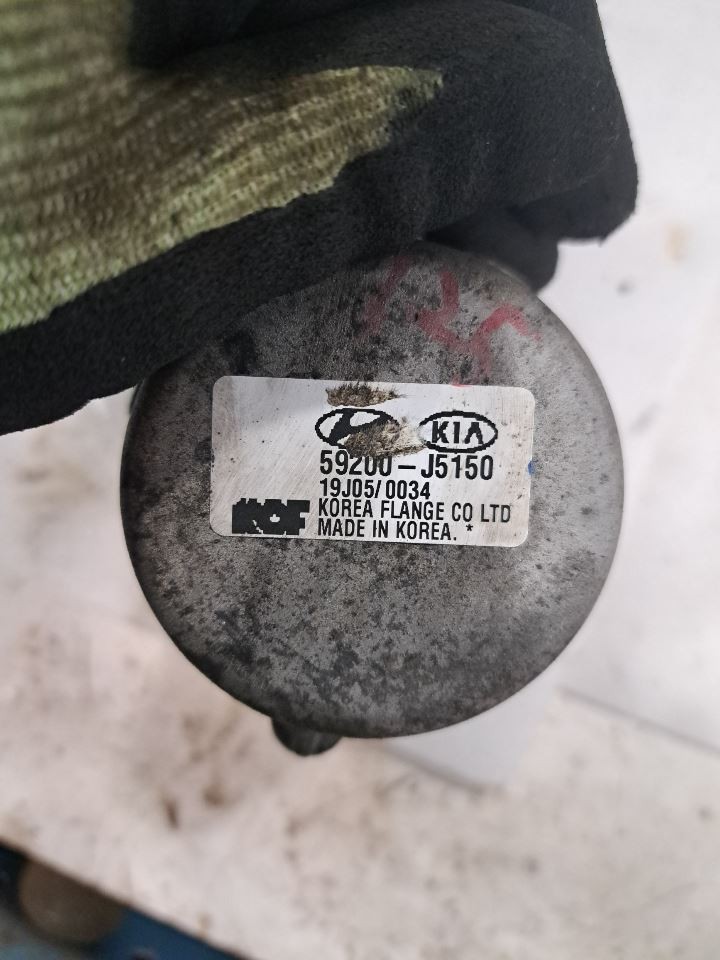 KIA
59200-J5150
19J05/0034
KOF KOREA FLANGE CO LTD
MADE IN KOREA. *